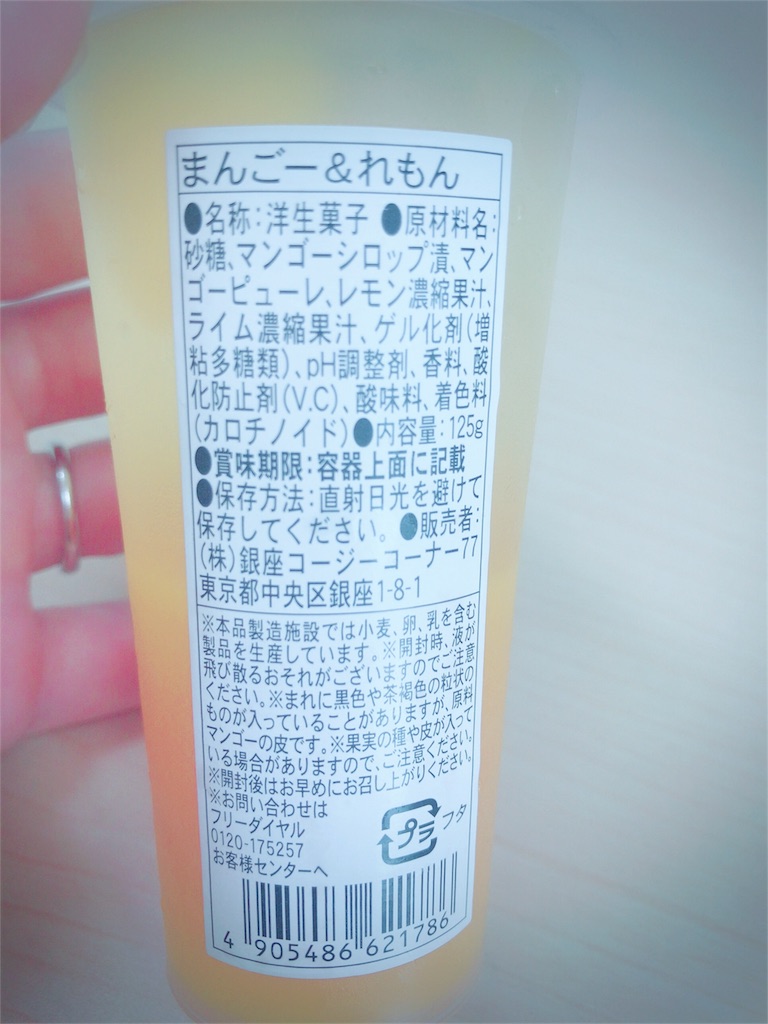 まんごー＆れもん
●名称：洋生菓子 ●原材料名：
砂糖、マンゴーシロップ漬、マン
ゴーピューレ、レモン濃縮果汁、
ライム濃縮果汁、ゲル化剤（増
粘多糖類）、pH調整剤、香料、酸
化防止剤（V.C）、酸味料、着色料
（カロチノイド）●内容量：125g
●賞味期限：容器上面に記載
●保存方法：直射日光を避けて
保存してください。●販売者：
（株）銀座コージーコーナー77
東京都中央区銀座1-8-1
※本品製造施設では小麦、卵、乳を含む
製品を生産しています。※開封時、液が
飛び散るおそれがございますのでご注意
ください。※まれに黒色や茶褐色の粒状の
ものが入っていることがありますが、原料
マンゴーの皮です。※果実の種や皮が入って
いる場合がありますので、ご注意ください。
※開封後はお早めにお召し上がりください。
※お問い合わせは
フリーダイヤル
0120-175257
お客様センターへ
プラ フタ
4 905486 621786